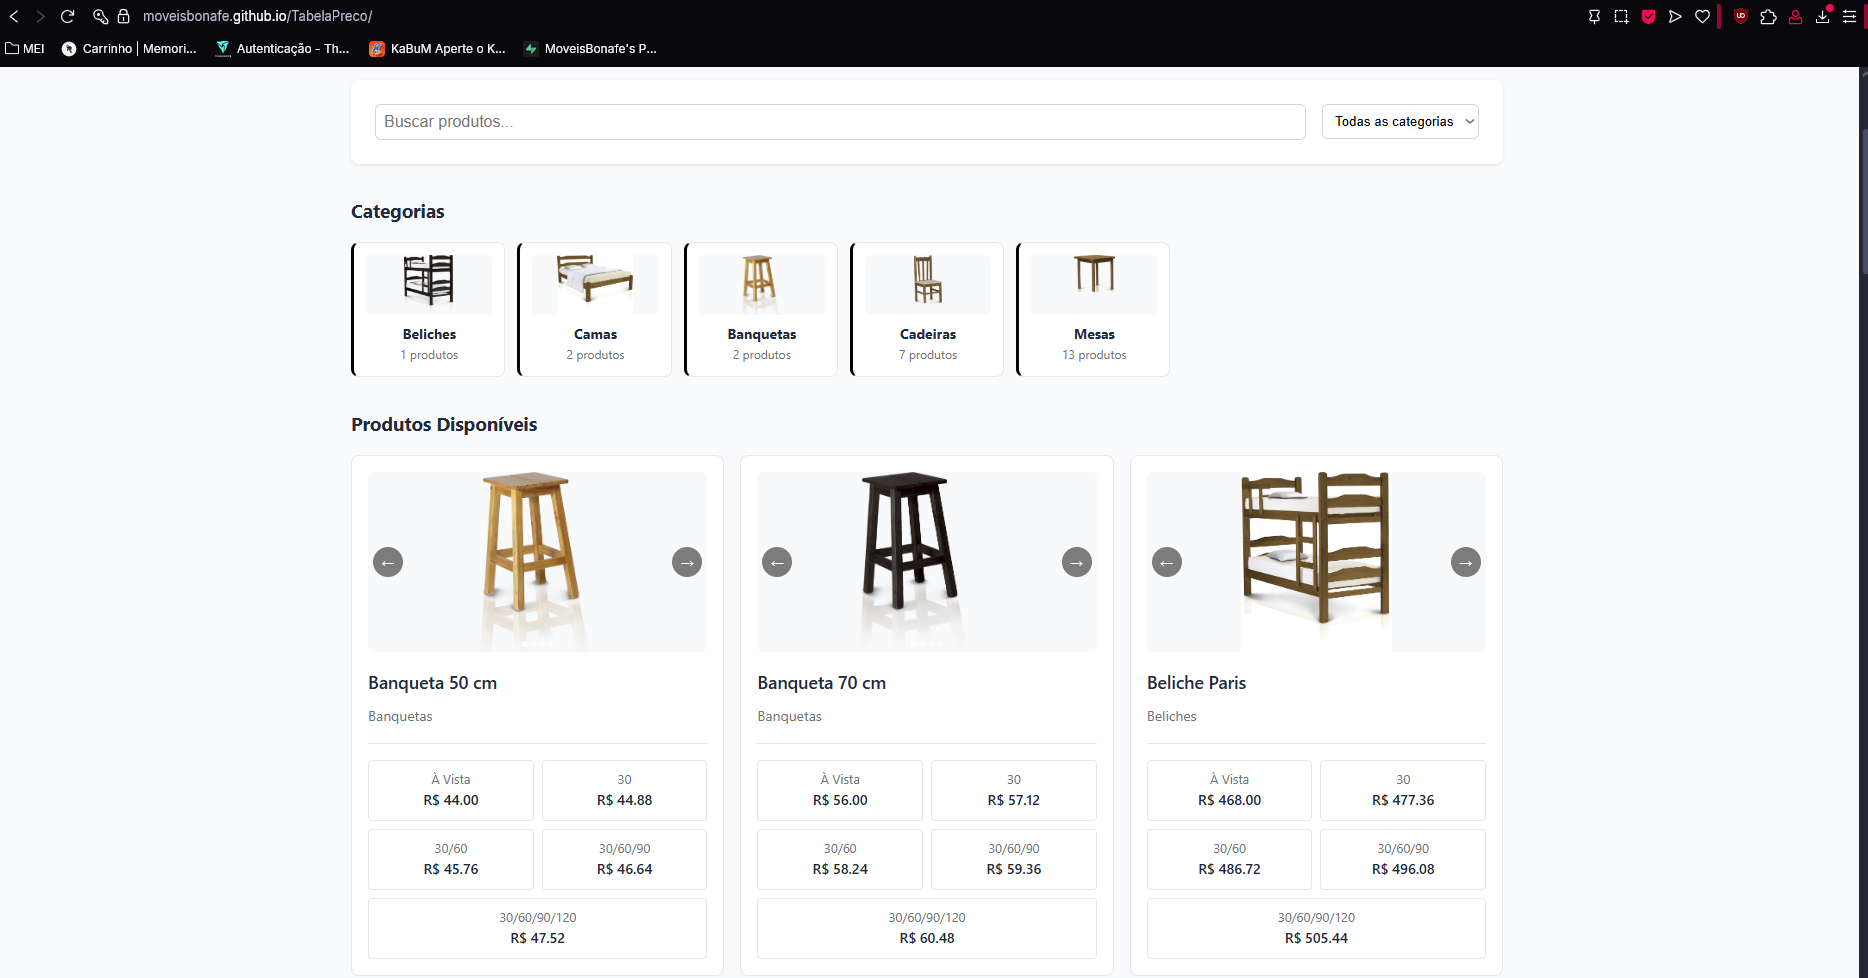 moveisbonafe.github.io/TabelaPreco/
MEI
Carrinho | Memori...
Autenticação - Th...
KaBuM Aperte o K...
MoveisBonafe's P...
Buscar produtos...
Todas as categorias
Categorias
Beliches
1 produtos
Camas
2 produtos
Banquetas
2 produtos
Cadeiras
7 produtos
Mesas
13 produtos
Produtos Disponíveis
Banqueta 50 cm
Banquetas
À Vista
R$ 44.00
30
R$ 44.88
30/60
R$ 45.76
30/60/90
R$ 46.64
30/60/90/120
R$ 47.52
Banqueta 70 cm
Banquetas
À Vista
R$ 56.00
30
R$ 57.12
30/60
R$ 58.24
30/60/90
R$ 59.36
30/60/90/120
R$ 60.48
Beliche Paris
Beliches
À Vista
R$ 468.00
30
R$ 477.36
30/60
R$ 486.72
30/60/90
R$ 496.08
30/60/90/120
R$ 505.44